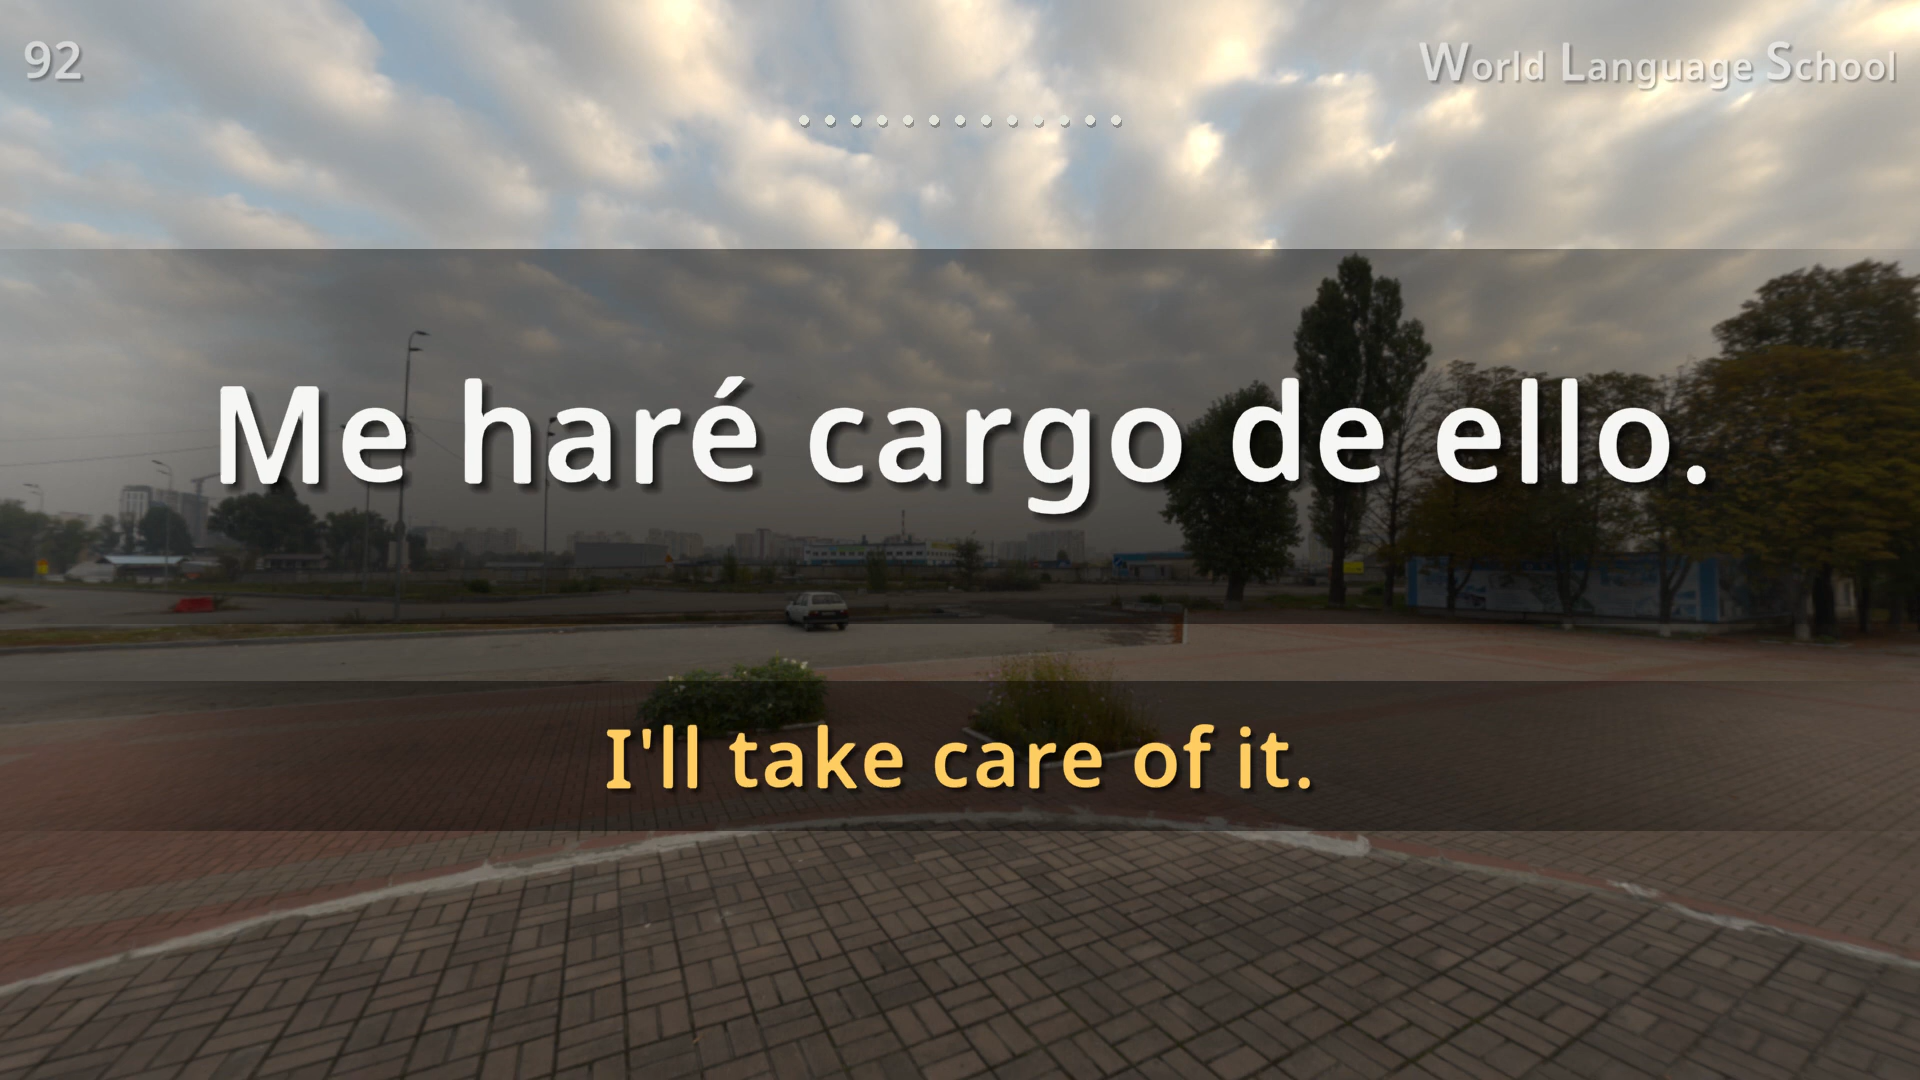 92
World Language School
Me haré cargo de ello.
I'll take care of it.